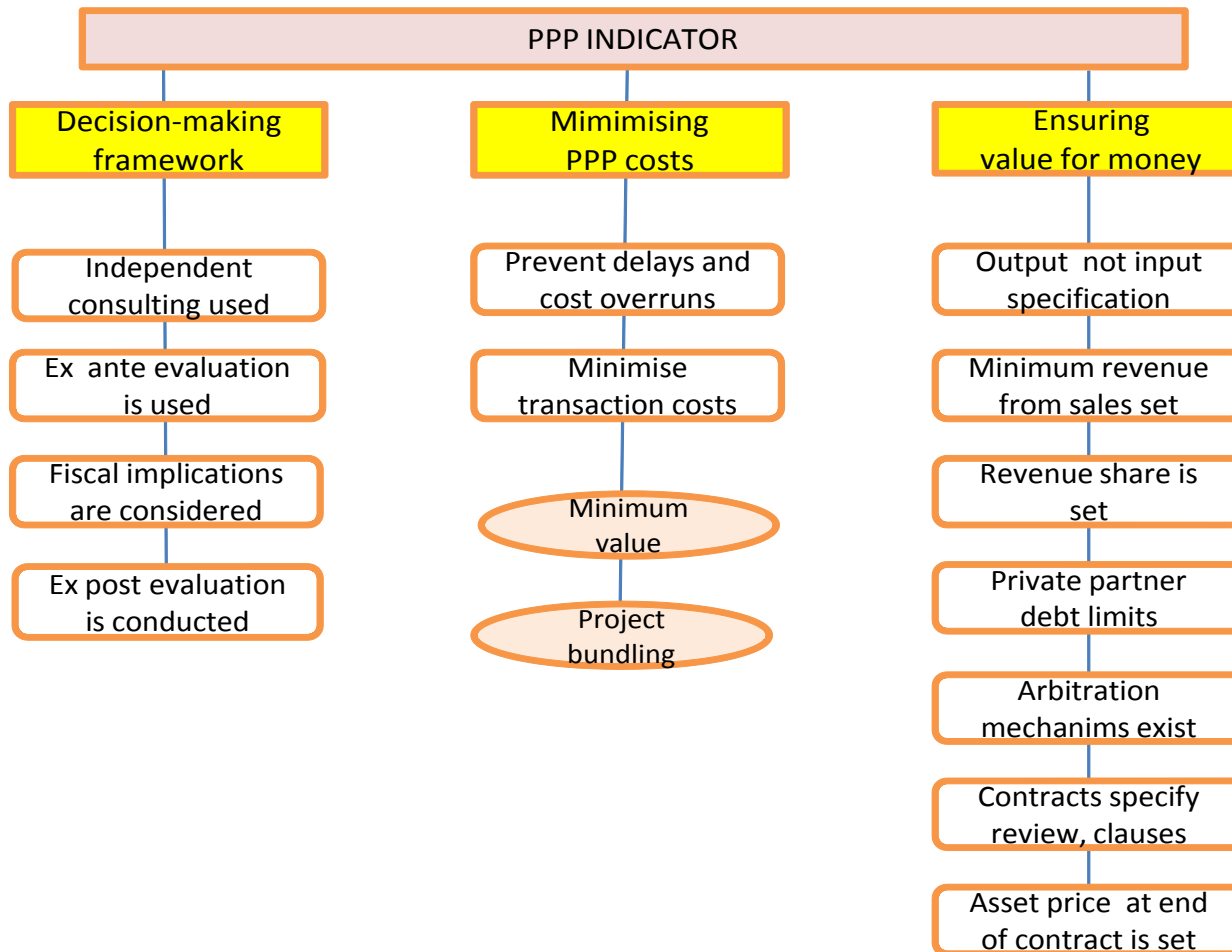 PPP INDICATOR
Decision-making
framework
Independent
consulting used
Ex ante evaluation
is used
Fiscal implications
are considered
Ex post evaluation
is conducted
Mimimising
PPP costs
Prevent delays and
cost overruns
Minimise
transaction costs
Minimum
value
Project
bundling
Ensuring
value for money
Output not input
specification
Minimum revenue
from sales set
Revenue share is
set
Private partner
debt limits
Arbitration
mechanims exist
Contracts specify
review, clauses
Asset price at end
of contract is set